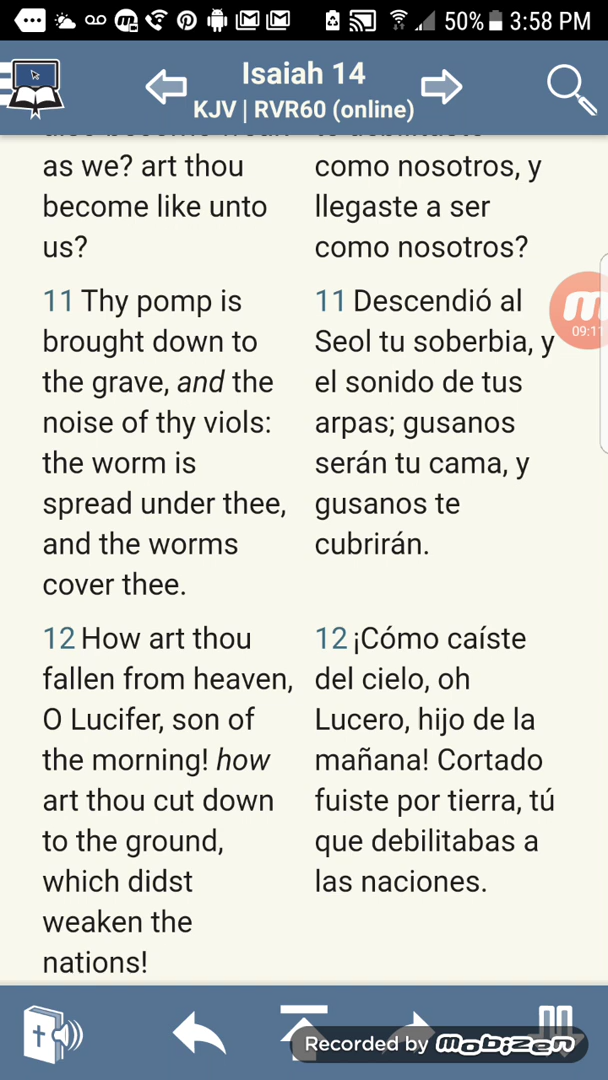 50% 3:58 PM
Isaiah 14
KJV | RVR60 (online)
as we? art thou
become like unto
us?
11 Thy pomp is
brought down to
the grave, and the
noise of thy viols:
the worm is
spread under thee,
and the worms
cover thee.
12 How art thou
fallen from heaven,
O Lucifer, son of
the morning! how
art thou cut down
to the ground,
which didst
weaken the
nations!
como nosotros, y
llegaste a ser
como nosotros?
11 Descendió al
Seol tu soberbia, y
el sonido de tus
arpas; gusanos
serán tu cama, y
gusanos te
cubrirán.
12 ¡Cómo caíste
del cielo, oh
Lucero, hijo de la
mañana! Cortado
fuiste por tierra, tú
que debilitabas a
las naciones.
09:11
Recorded by mobizen